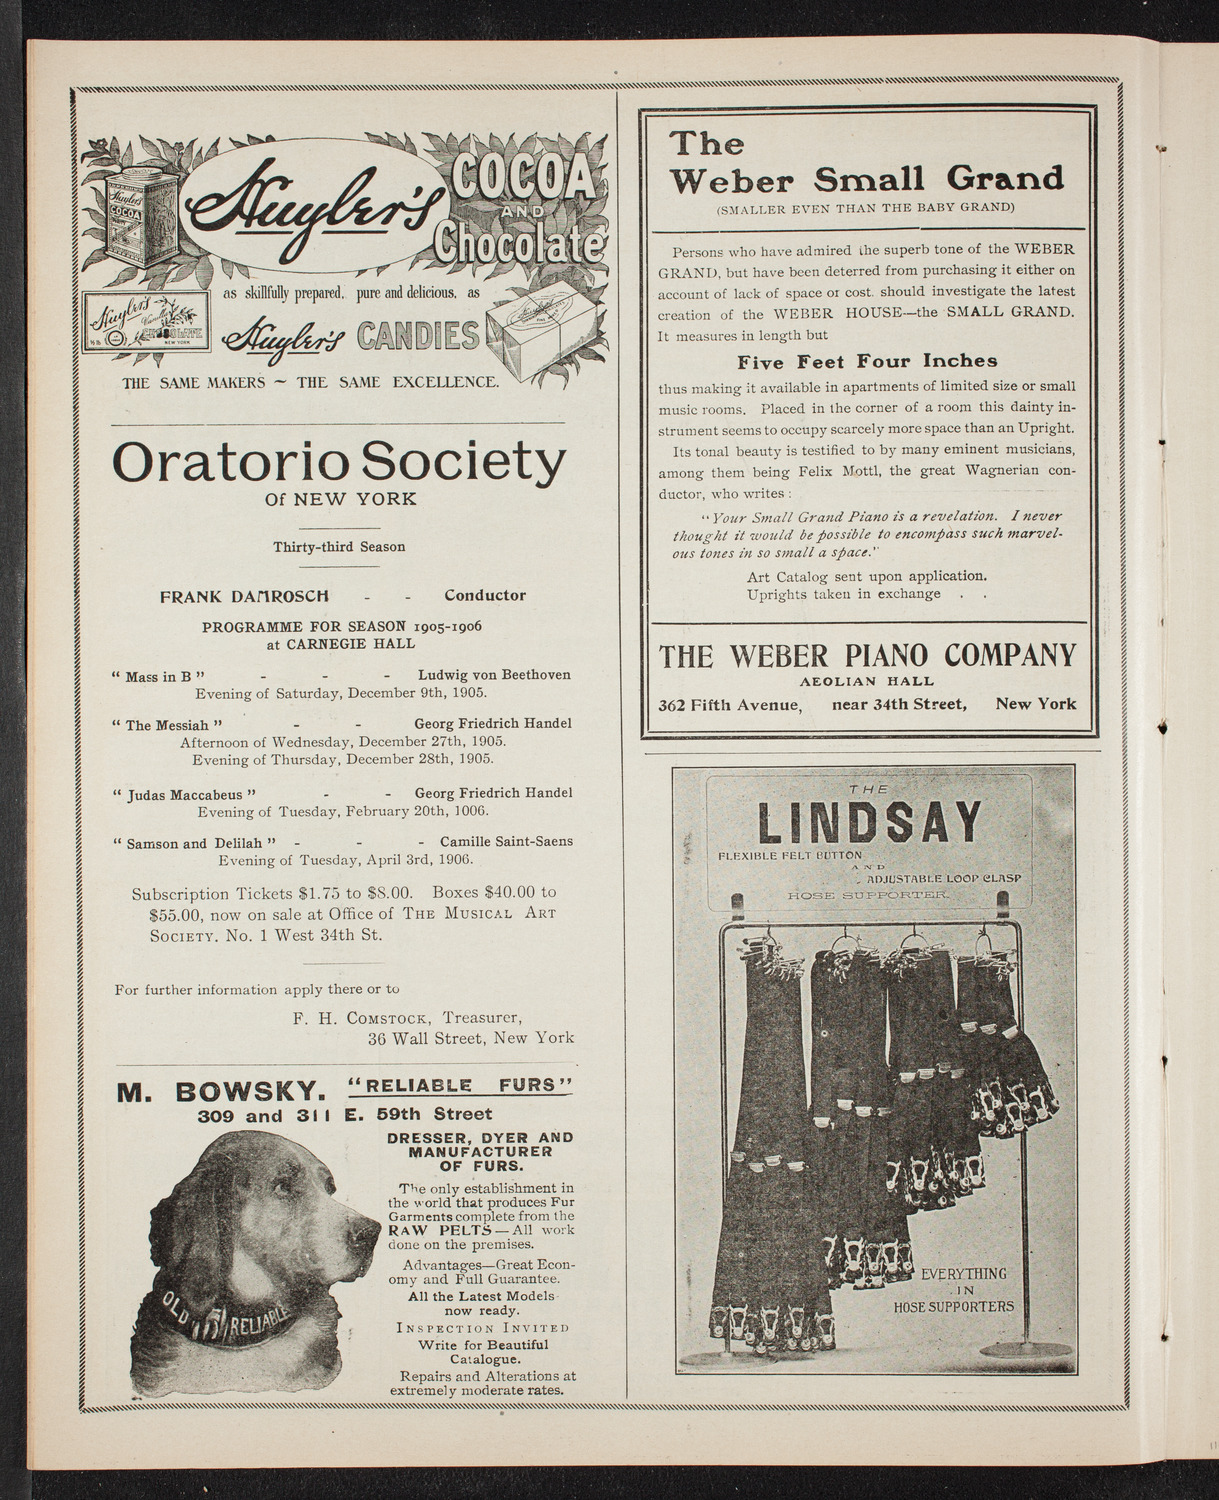 Huyler's COCOA
AND
Chocolate
Huyler's
COCOA
as skillfully prepared, pure and delicious, as
Huyler's
Vanilla
CHOCOLATE
NEW YORK
Huyler's CANDIES
THE SAME MAKERS ~ THE SAME EXCELLENCE.
Oratorio Society
Of NEW YORK
Thirty-third Season
FRANK DAMROSCH - - Conductor
PROGRAMME FOR SEASON 1905-1906
at CARNEGIE HALL
“ Mass in B ” - - - Ludwig von Beethoven
Evening of Saturday, December 9th, 1905.
“ The Messiah ” - - Georg Friedrich Handel
Afternoon of Wednesday, December 27th, 1905.
Evening of Thursday, December 28th, 1905.
“ Judas Maccabeus ” - - Georg Friedrich Handel
Evening of Tuesday, February 20th, 1006.
“ Samson and Delilah ” - - - Camille Saint-Saens
Evening of Tuesday, April 3rd, 1906.
Subscription Tickets $1.75 to $8.00. Boxes $40.00 to
$55.00, now on sale at Office of THE MUSICAL ART
SOCIETY. No. 1 West 34th St.
For further information apply there or to
F. H. COMSTOCK, Treasurer,
36 Wall Street, New York
M. BOWSKY. “RELIABLE FURS”
309 and 311 E. 59th Street
DRESSER, DYER AND
MANUFACTURER
OF FURS.
The only establishment in
the world that produces Fur
Garments complete from the
RAW PELTS—All work
done on the premises.
Advantages—Great Econ-
omy and Full Guarantee.
All the Latest Models
now ready.
INSPECTION INVITED
Write for Beautiful
Catalogue.
Repairs and Alterations at
extremely moderate rates.
OLD RELIABLE
The
Weber Small Grand
(SMALLER EVEN THAN THE BABY GRAND)
Persons who have admired the superb tone of the WEBER
GRAND, but have been deterred from purchasing it either on
account of lack of space or cost. should investigate the latest
creation of the WEBER HOUSE—the SMALL GRAND.
It measures in length but
Five Feet Four Inches
thus making it available in apartments of limited size or small
music rooms. Placed in the corner of a room this dainty in-
strument seems to occupy scarcely more space than an Upright.
Its tonal beauty is testified to by many eminent musicians,
among them being Felix Mottl, the great Wagnerian con-
ductor, who writes :
“Your Small Grand Piano is a revelation. I never
thought it would be possible to encompass such marvel-
ous tones in so small a space.”
Art Catalog sent upon application.
Uprights taken in exchange . .
THE WEBER PIANO COMPANY
AEOLIAN HALL
362 Fifth Avenue, near 34th Street, New York
THE
LINDSAY
FLEXIBLE FELT BUTTON
AND
ADJUSTABLE LOOP CLASP
HOSE SUPPORTER.
EVERYTHING
IN
HOSE SUPPORTERS